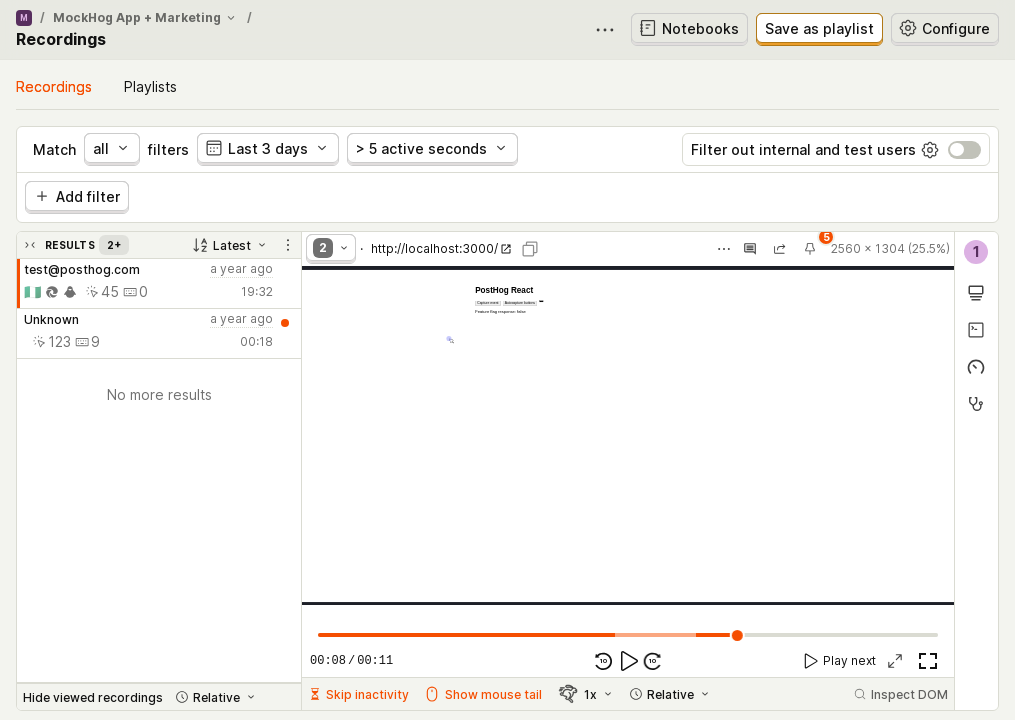 M / MockHog App + Marketing /
Recordings
Notebooks
Save as playlist
Configure
Recordings
Playlists
Match all filters Last 3 days > 5 active seconds
Filter out internal and test users
Add filter
RESULTS 2+
Latest
test@posthog.com a year ago
45 0 19:32
Unknown a year ago
123 9 00:18
No more results
Hide viewed recordings Relative
2 · http://localhost:3000/
5
2560 × 1304 (25.5%)
PostHog React
Capture event Autocapture buttons
Feature flag response: false
00:08 / 00:11
10
10
Play next
Skip inactivity
Show mouse tail
1x
Relative
Inspect DOM
1